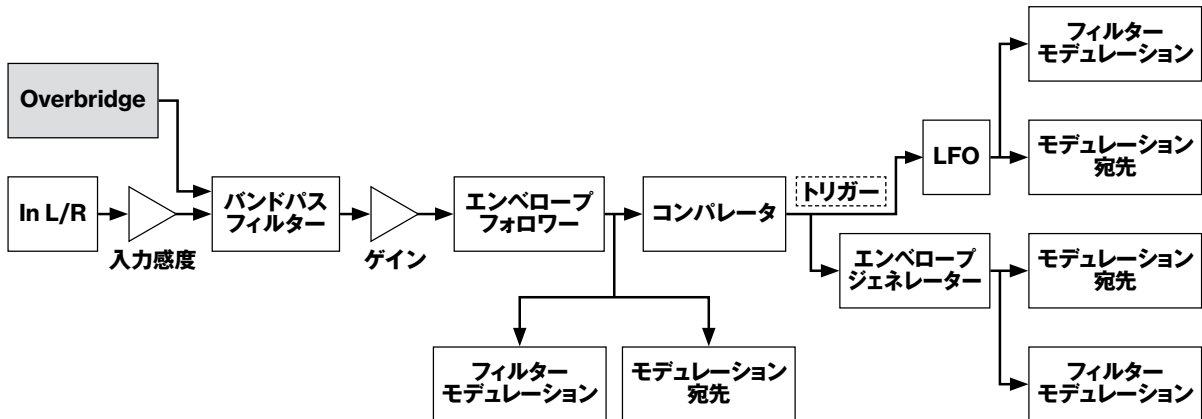 Overbridge
In L/R
入力感度
バンドパス
フィルター
ゲイン
エンベロープ
フォロワー
フィルター
モデュレーション
モデュレーション
宛先
コンパレータ
トリガー
LFO
フィルター
モデュレーション
モデュレーション
宛先
エンベロープ
ジェネレーター
モデュレーション
宛先
フィルター
モデュレーション